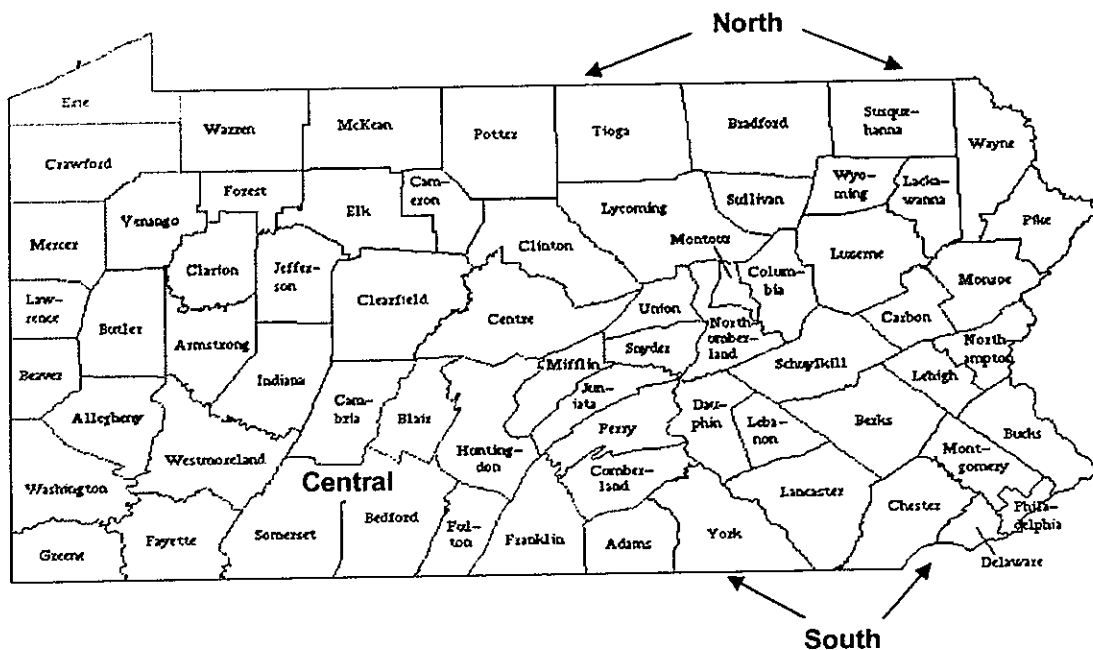 North
Erie
Warren
McKean
Potter
Tioga
Bradford
Susque-
hanna
Wayne
Crawford
Forest
Cam-
eron
Elk
Venango
Lycoming
Sullivan
Wyo-
ming
Lacka-
wanna
Pike
Mercer
Clarion
Jeffer-
son
Clinton
Montour
Colum-
bia
Luzerne
Monroe
Law-
rence
Butler
Clearfield
Centre
Union
Carbon
Armstrong
North-
umber-
land
North-
ampton
Beaver
Indiana
Mifflin
Snyder
Schuylkill
Lehigh
Allegheny
Cam-
bria
Blair
Jun-
iata
Dau-
phin
Leba-
non
Berks
Bucks
Westmoreland
Hunting-
don
Perry
Mont-
gomery
Washington
Central
Cumber-
land
Lancaster
Chester
Phila-
delphia
Greene
Fayette
Somerset
Bedford
Ful-
ton
Franklin
Adams
York
Delaware
South